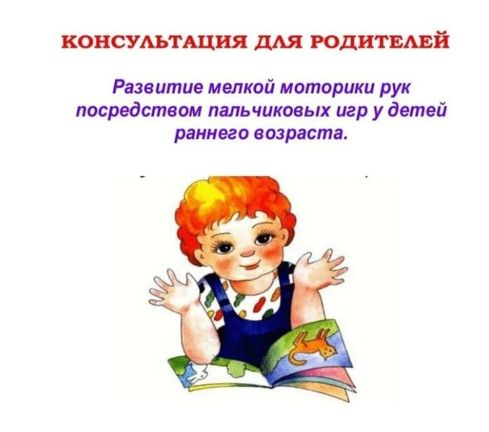 КОНСУЛЬТАЦИЯ ДЛЯ РОДИТЕЛЕЙ
Развитие мелкой моторики рук
посредством пальчиковых игр у детей
раннего возраста.